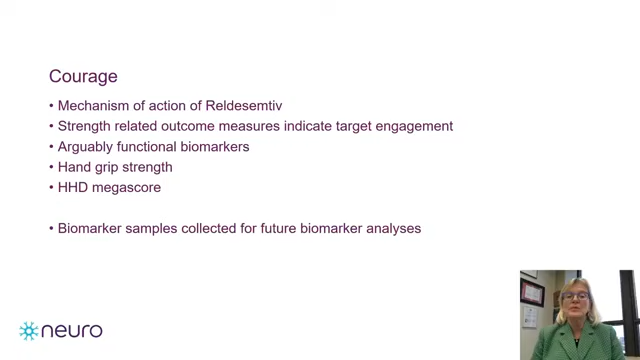 Courage
• Mechanism of action of Reldesemtiv
• Strength related outcome measures indicate target engagement
• Arguably functional biomarkers
• Hand grip strength
• HHD megascore
• Biomarker samples collected for future biomarker analyses
neuro